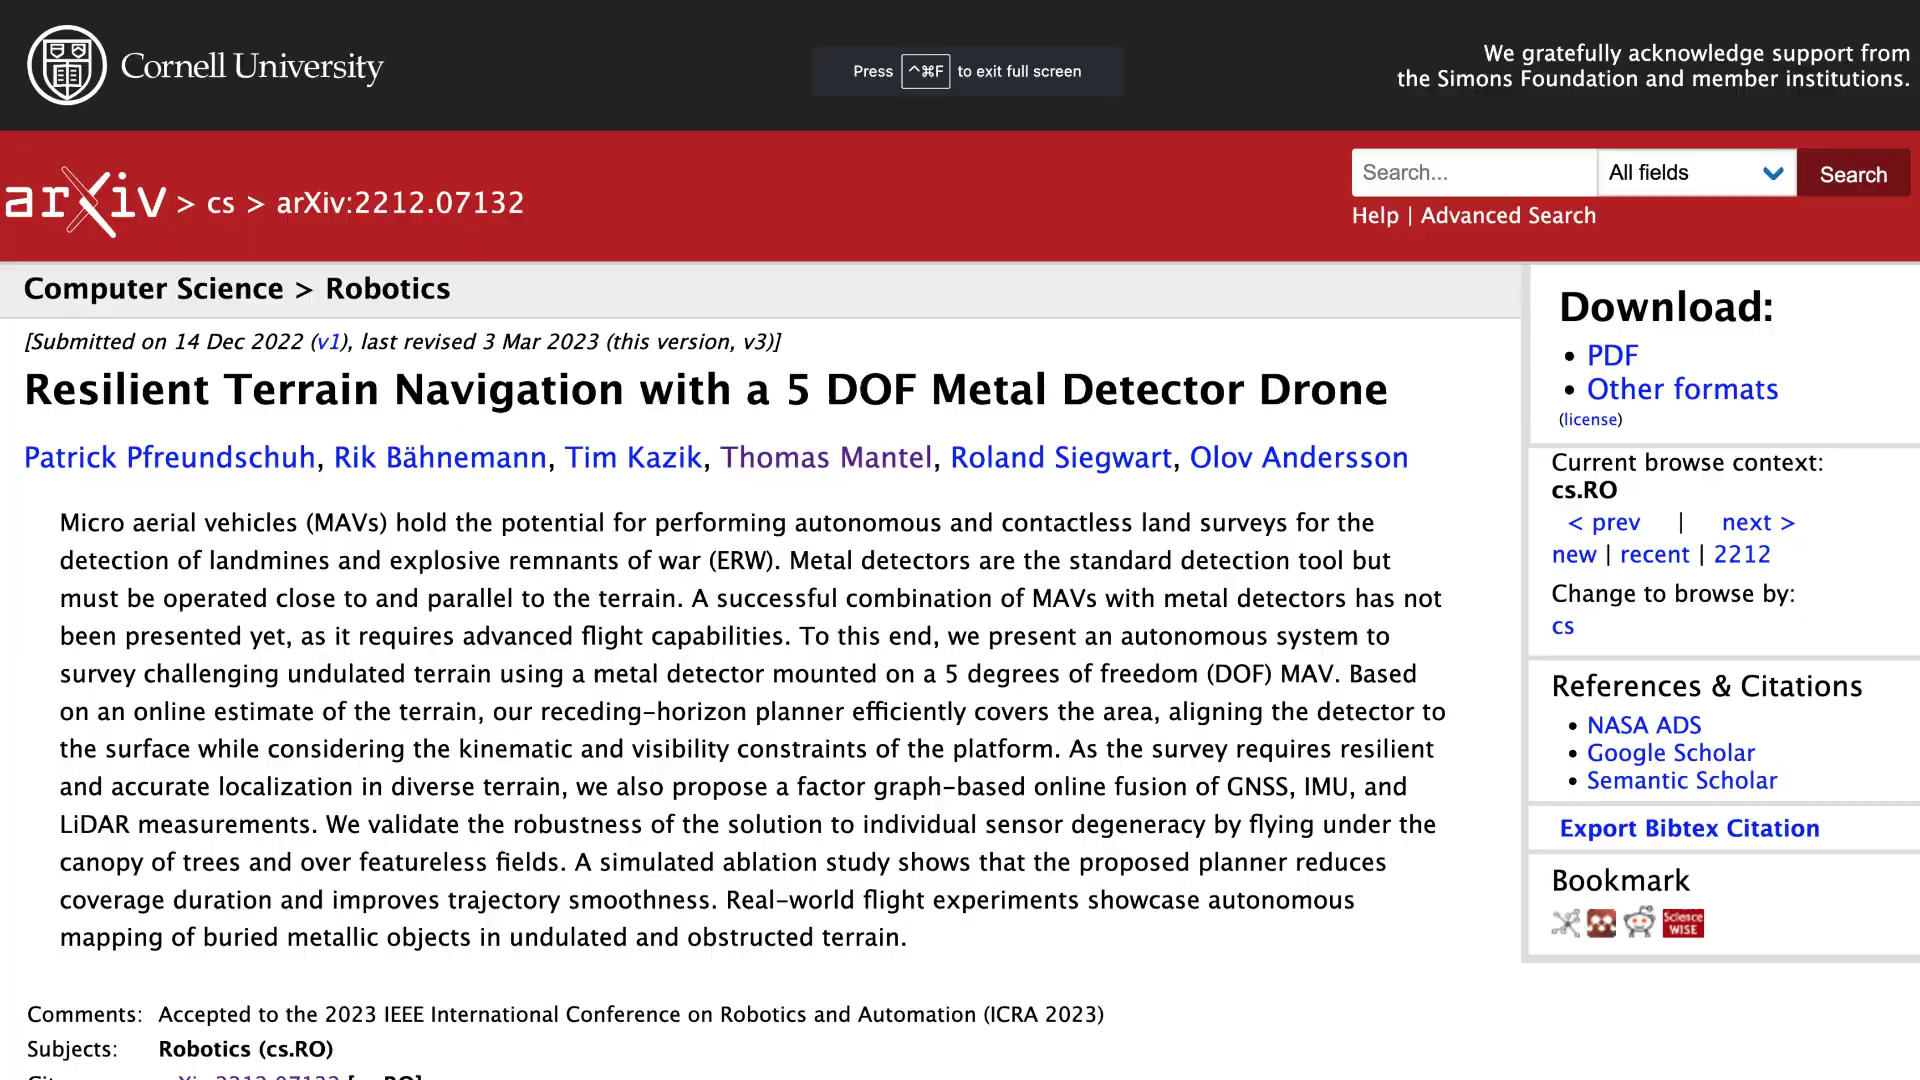 Cornell University
Press ^⌘F to exit full screen
We gratefully acknowledge support from
the Simons Foundation and member institutions.
arXiv > cs > arXiv:2212.07132
Search...
All fields
Search
Help | Advanced Search
Computer Science > Robotics
[Submitted on 14 Dec 2022 (v1), last revised 3 Mar 2023 (this version, v3)]
Resilient Terrain Navigation with a 5 DOF Metal Detector Drone
Patrick Pfreundschuh, Rik Bähnemann, Tim Kazik, Thomas Mantel, Roland Siegwart, Olov Andersson
Micro aerial vehicles (MAVs) hold the potential for performing autonomous and contactless land surveys for the
detection of landmines and explosive remnants of war (ERW). Metal detectors are the standard detection tool but
must be operated close to and parallel to the terrain. A successful combination of MAVs with metal detectors has not
been presented yet, as it requires advanced flight capabilities. To this end, we present an autonomous system to
survey challenging undulated terrain using a metal detector mounted on a 5 degrees of freedom (DOF) MAV. Based
on an online estimate of the terrain, our receding-horizon planner efficiently covers the area, aligning the detector to
the surface while considering the kinematic and visibility constraints of the platform. As the survey requires resilient
and accurate localization in diverse terrain, we also propose a factor graph-based online fusion of GNSS, IMU, and
LiDAR measurements. We validate the robustness of the solution to individual sensor degeneracy by flying under the
canopy of trees and over featureless fields. A simulated ablation study shows that the proposed planner reduces
coverage duration and improves trajectory smoothness. Real-world flight experiments showcase autonomous
mapping of buried metallic objects in undulated and obstructed terrain.
Comments: Accepted to the 2023 IEEE International Conference on Robotics and Automation (ICRA 2023)
Subjects: Robotics (cs.RO)
Download:
• PDF
• Other formats
(license)
Current browse context:
cs.RO
< prev | next >
new | recent | 2212
Change to browse by:
cs
References & Citations
• NASA ADS
• Google Scholar
• Semantic Scholar
Export Bibtex Citation
Bookmark
Science
WISE